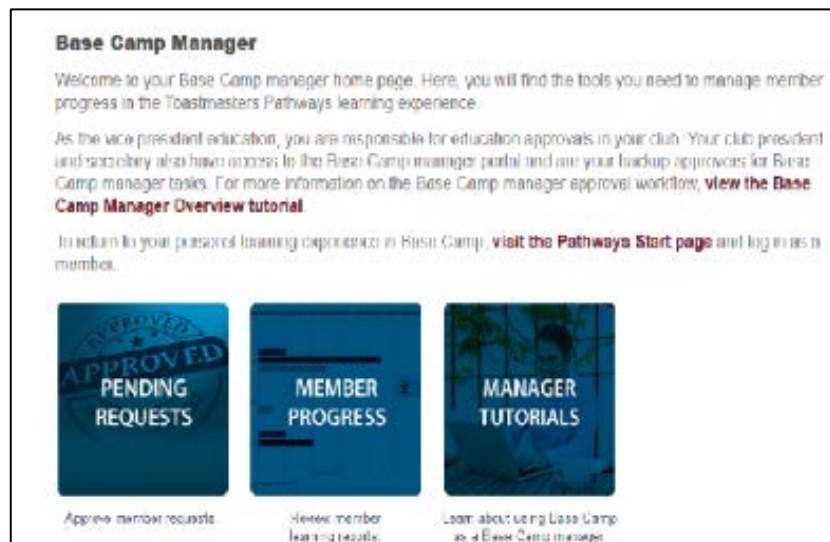 Base Camp Manager
Welcome to your Base Camp manager home page. Here, you will find the tools you need to manage member
progress in the Toastmasters Pathways learning experience.
As the vice president education, you are responsible for education approvals in your club. Your club president
and secretary also have access to the Base Camp manager portal and are your backup approvers for Base
Camp manager tasks. For more information on the Base Camp manager approval workflow, view the Base
Camp Manager Overview tutorial.
To return to your personal learning experience in Base Camp, visit the Pathways Start page and log in as a
member.
APPROVED
APPROVED
PENDING
REQUESTS
MEMBER
PROGRESS
MANAGER
TUTORIALS
Approve member requests.
Review member
learning reports.
Learn about using Base Camp
as a Base Camp manager.